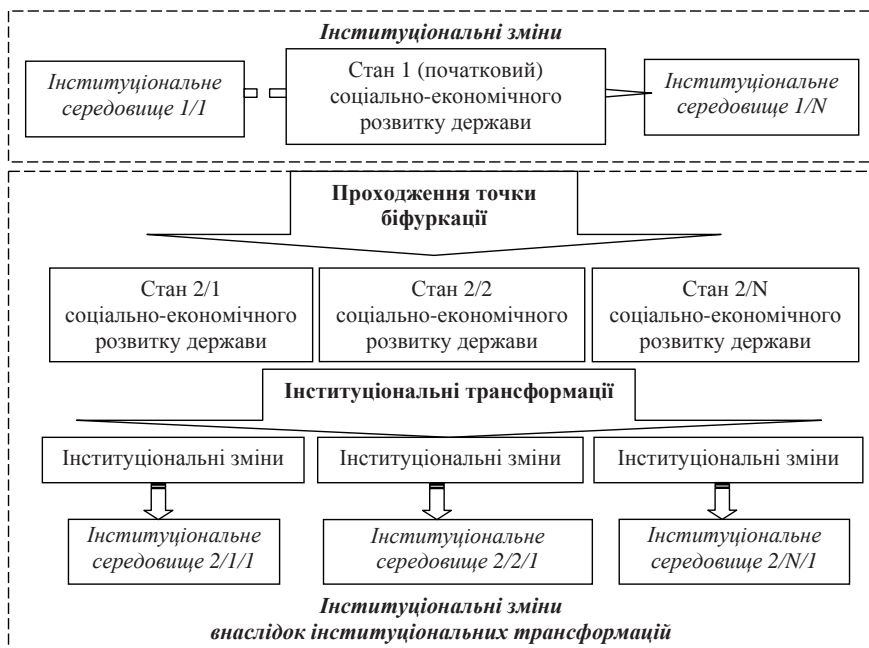 Інституціональні зміни
Інституціональне
середовище 1/1
Стан 1 (початковий)
соціально-економічного
розвитку держави
Інституціональне
середовище 1/N
Проходження точки
біфуркації
Стан 2/1
соціально-економічного
розвитку держави
Стан 2/2
соціально-економічного
розвитку держави
Стан 2/N
соціально-економічного
розвитку держави
Інституціональні трансформації
Інституціональні зміни
Інституціональні зміни
Інституціональні зміни
Інституціональне
середовище 2/1/1
Інституціональне
середовище 2/2/1
Інституціональне
середовище 2/N/1
Інституціональні зміни
внаслідок інституціональних трансформацій